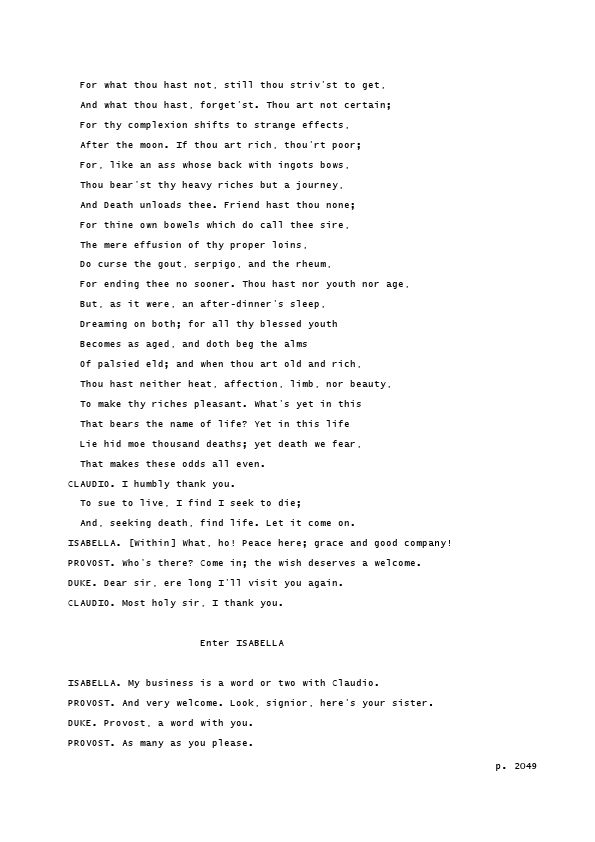 For what thou hast not, still thou striv'st to get,
And what thou hast, forget'st. Thou art not certain;
For thy complexion shifts to strange effects,
After the moon. If thou art rich, thou'rt poor;
For, like an ass whose back with ingots bows,
Thou bear'st thy heavy riches but a journey,
And Death unloads thee. Friend hast thou none;
For thine own bowels which do call thee sire,
The mere effusion of thy proper loins,
Do curse the gout, serpigo, and the rheum,
For ending thee no sooner. Thou hast nor youth nor age,
But, as it were, an after-dinner's sleep,
Dreaming on both; for all thy blessed youth
Becomes as aged, and doth beg the alms
Of palsied eld; and when thou art old and rich,
Thou hast neither heat, affection, limb, nor beauty,
To make thy riches pleasant. What's yet in this
That bears the name of life? Yet in this life
Lie hid moe thousand deaths; yet death we fear,
That makes these odds all even.
CLAUDIO. I humbly thank you.
To sue to live, I find I seek to die;
And, seeking death, find life. Let it come on.
ISABELLA. [Within] What, ho! Peace here; grace and good company!
PROVOST. Who's there? Come in; the wish deserves a welcome.
DUKE. Dear sir, ere long I'll visit you again.
CLAUDIO. Most holy sir, I thank you.
Enter ISABELLA
ISABELLA. My business is a word or two with Claudio.
PROVOST. And very welcome. Look, signior, here's your sister.
DUKE. Provost, a word with you.
PROVOST. As many as you please.
p. 2049